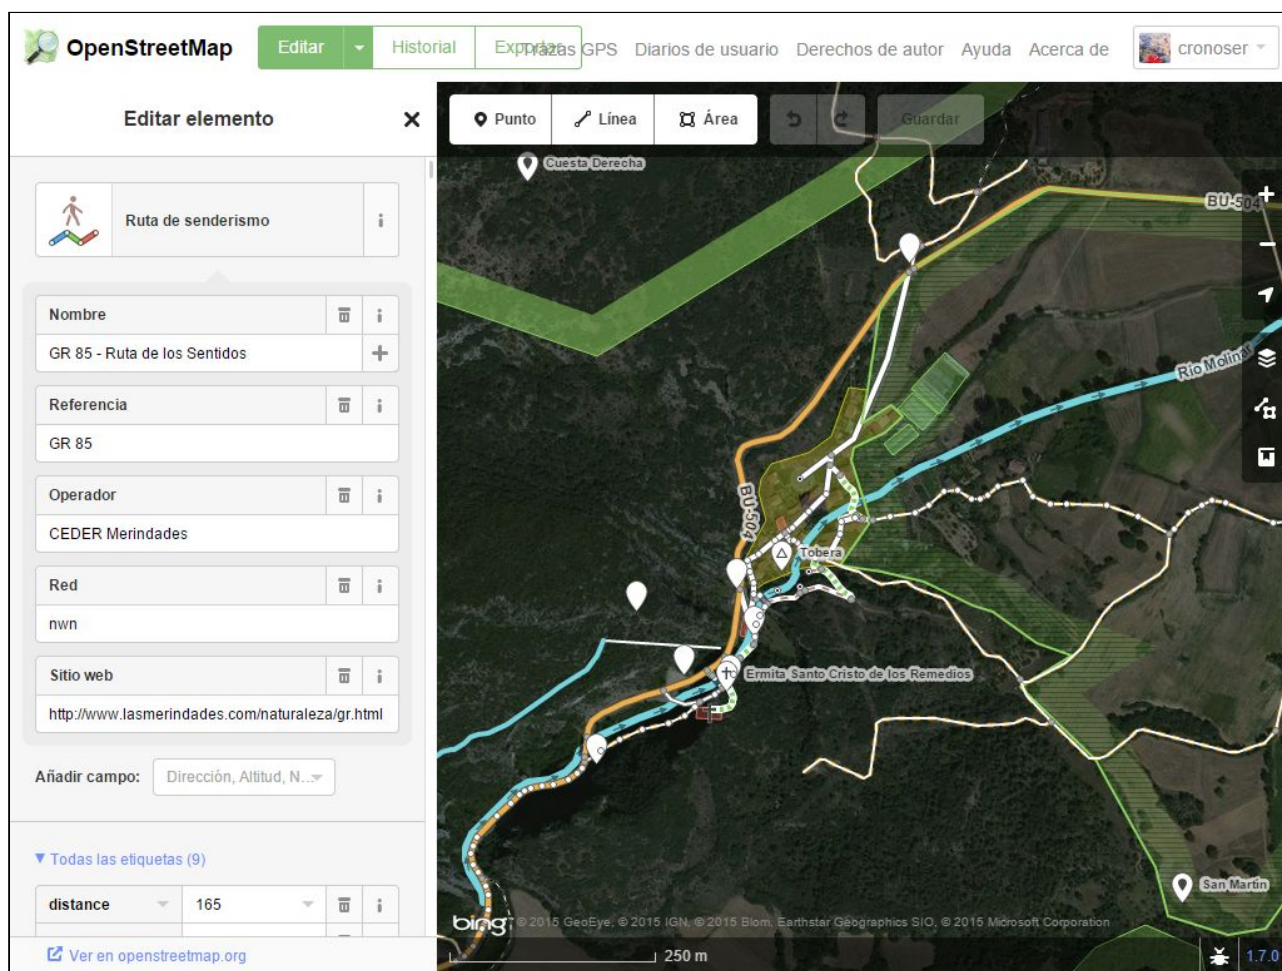 OpenStreetMap
Editar
Historial
Exportar
Trazas GPS
Diarios de usuario
Derechos de autor
Ayuda
Acerca de
cronoser
Editar elemento
Punto
Línea
Área
Guardar
Cuesta Derecha
Ruta de senderismo
BU-504
Nombre
GR 85 - Ruta de los Sentidos
Río Molinar
Referencia
GR 85
Operador
CEDER Merindades
BU-504
Tobera
Red
nwn
Sitio web
http://www.lasmerindades.com/naturaleza/gr.html
Ermita Santo Cristo de los Remedios
Añadir campo:
Dirección, Altitud, N...
Todas las etiquetas (9)
distance
165
San Martín
bing
© 2015 GeoEye, © 2015 IGN, © 2015 Blom, Earthstar Geographics SIO, © 2015 Microsoft Corporation
Ver en openstreetmap.org
250 m
1.7.0